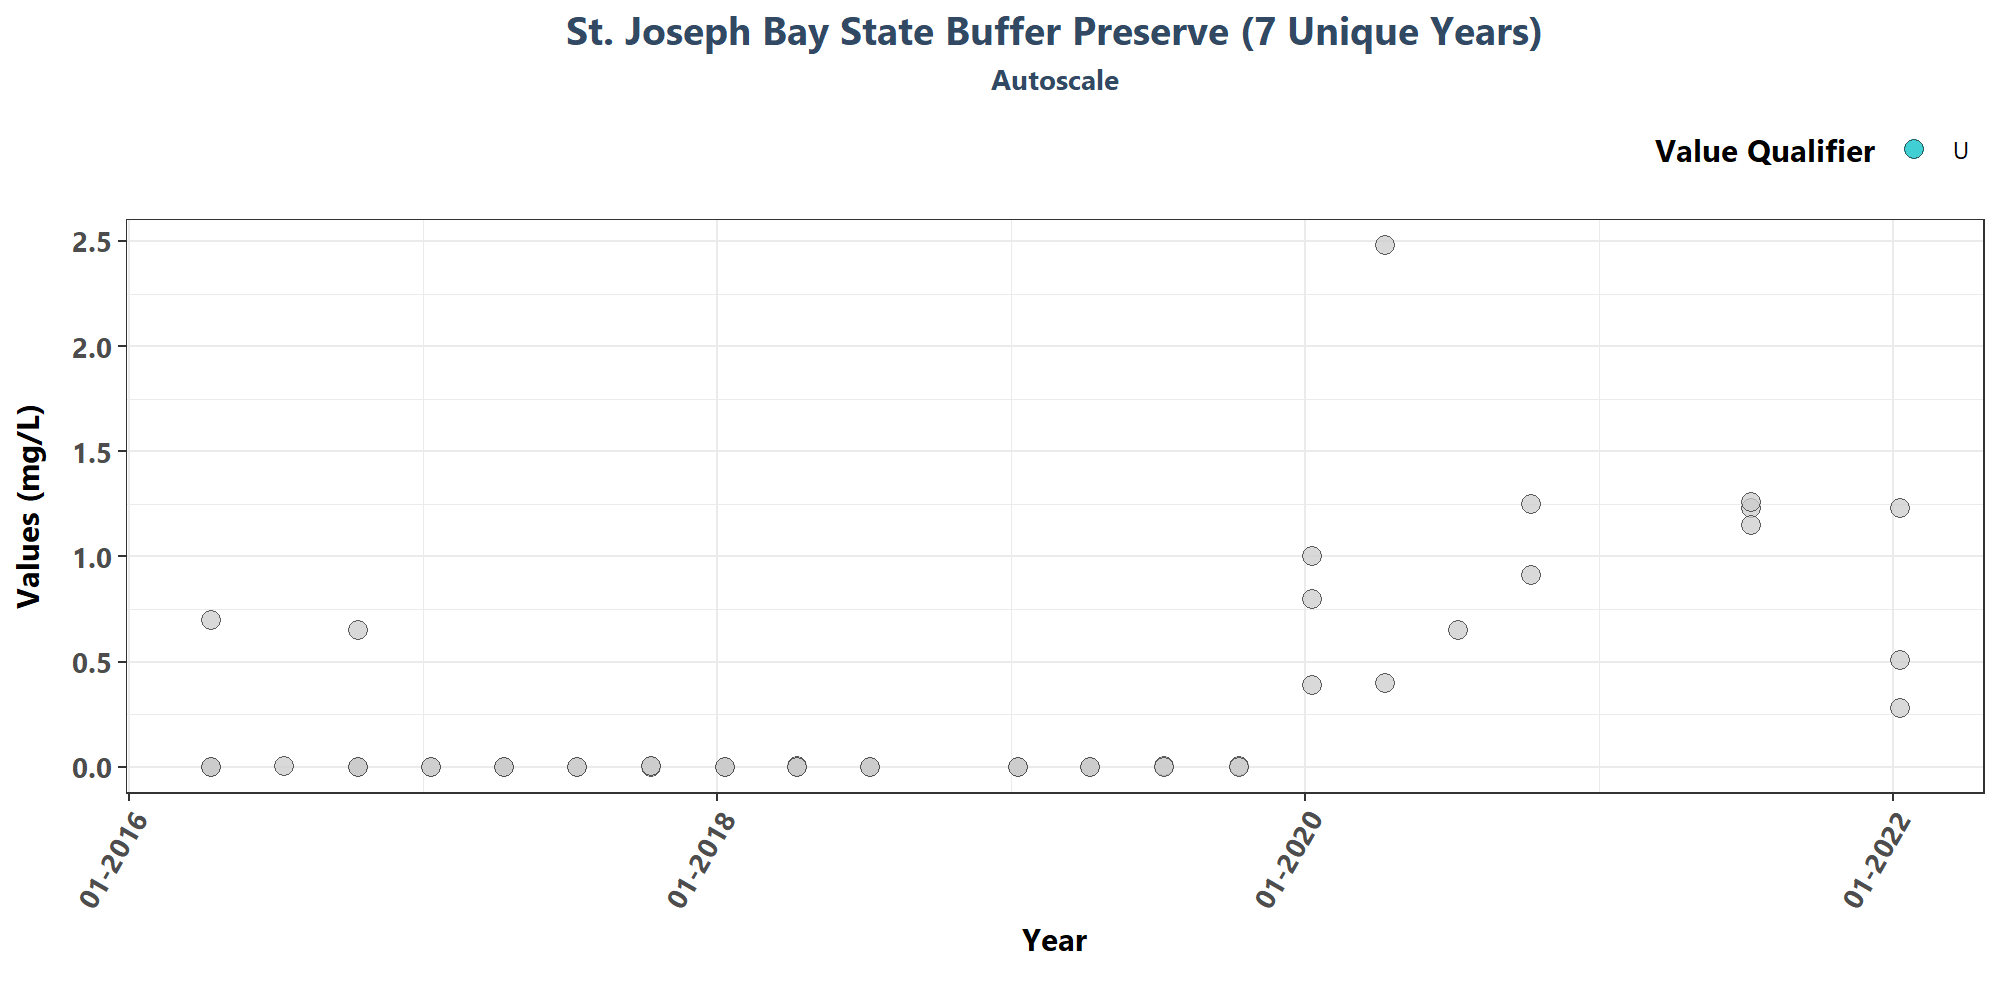 St. Joseph Bay State Buffer Preserve (7 Unique Years)
Autoscale
Value Qualifier U
Values (mg/L)
2.5
2.0
1.5
1.0
0.5
0.0
01-2016 01-2018 01-2020 01-2022
Year